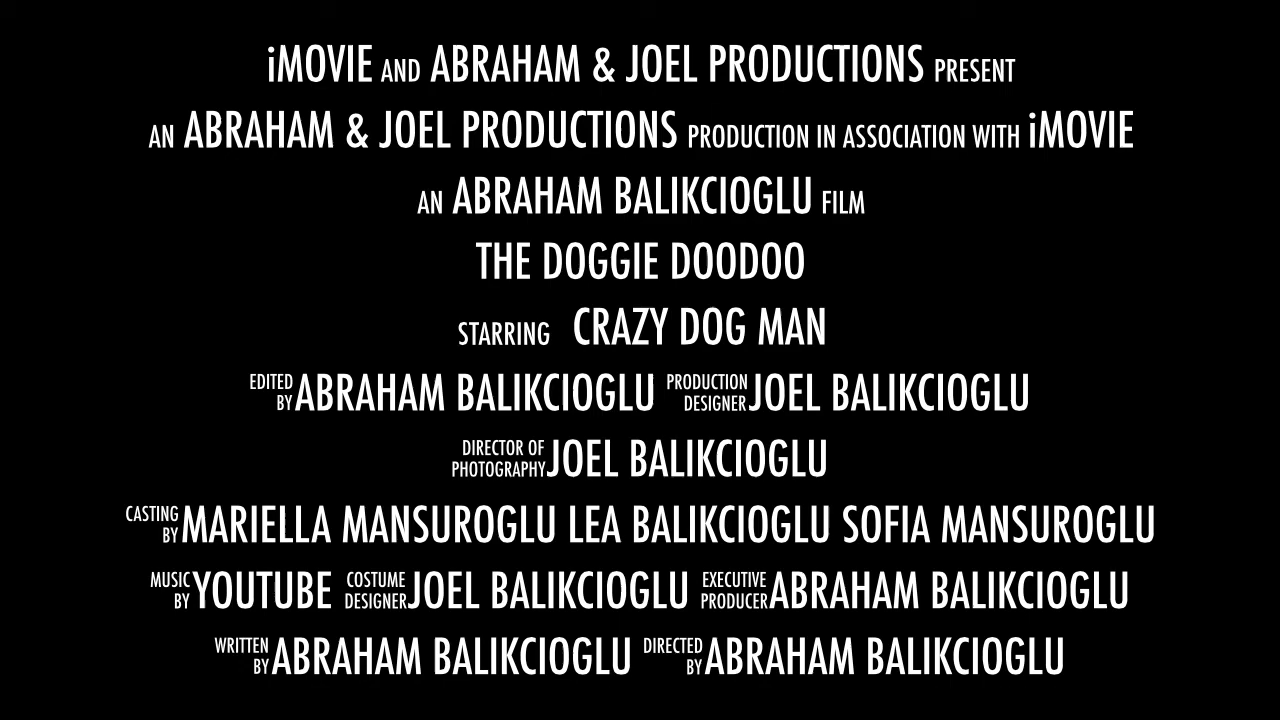 iMOVIE AND ABRAHAM & JOEL PRODUCTIONS PRESENT
AN ABRAHAM & JOEL PRODUCTIONS PRODUCTION IN ASSOCIATION WITH iMOVIE
AN ABRAHAM BALIKCIOGLU FILM
THE DOGGIE DOODOO
STARRING CRAZY DOG MAN
EDITED BY ABRAHAM BALIKCIOGLU PRODUCTION DESIGNER JOEL BALIKCIOGLU
DIRECTOR OF PHOTOGRAPHY JOEL BALIKCIOGLU
CASTING BY MARIELLA MANSUROGLU LEA BALIKCIOGLU SOFIA MANSUROGLU
MUSIC BY YOUTUBE COSTUME DESIGNER JOEL BALIKCIOGLU EXECUTIVE PRODUCER ABRAHAM BALIKCIOGLU
WRITTEN BY ABRAHAM BALIKCIOGLU DIRECTED BY ABRAHAM BALIKCIOGLU